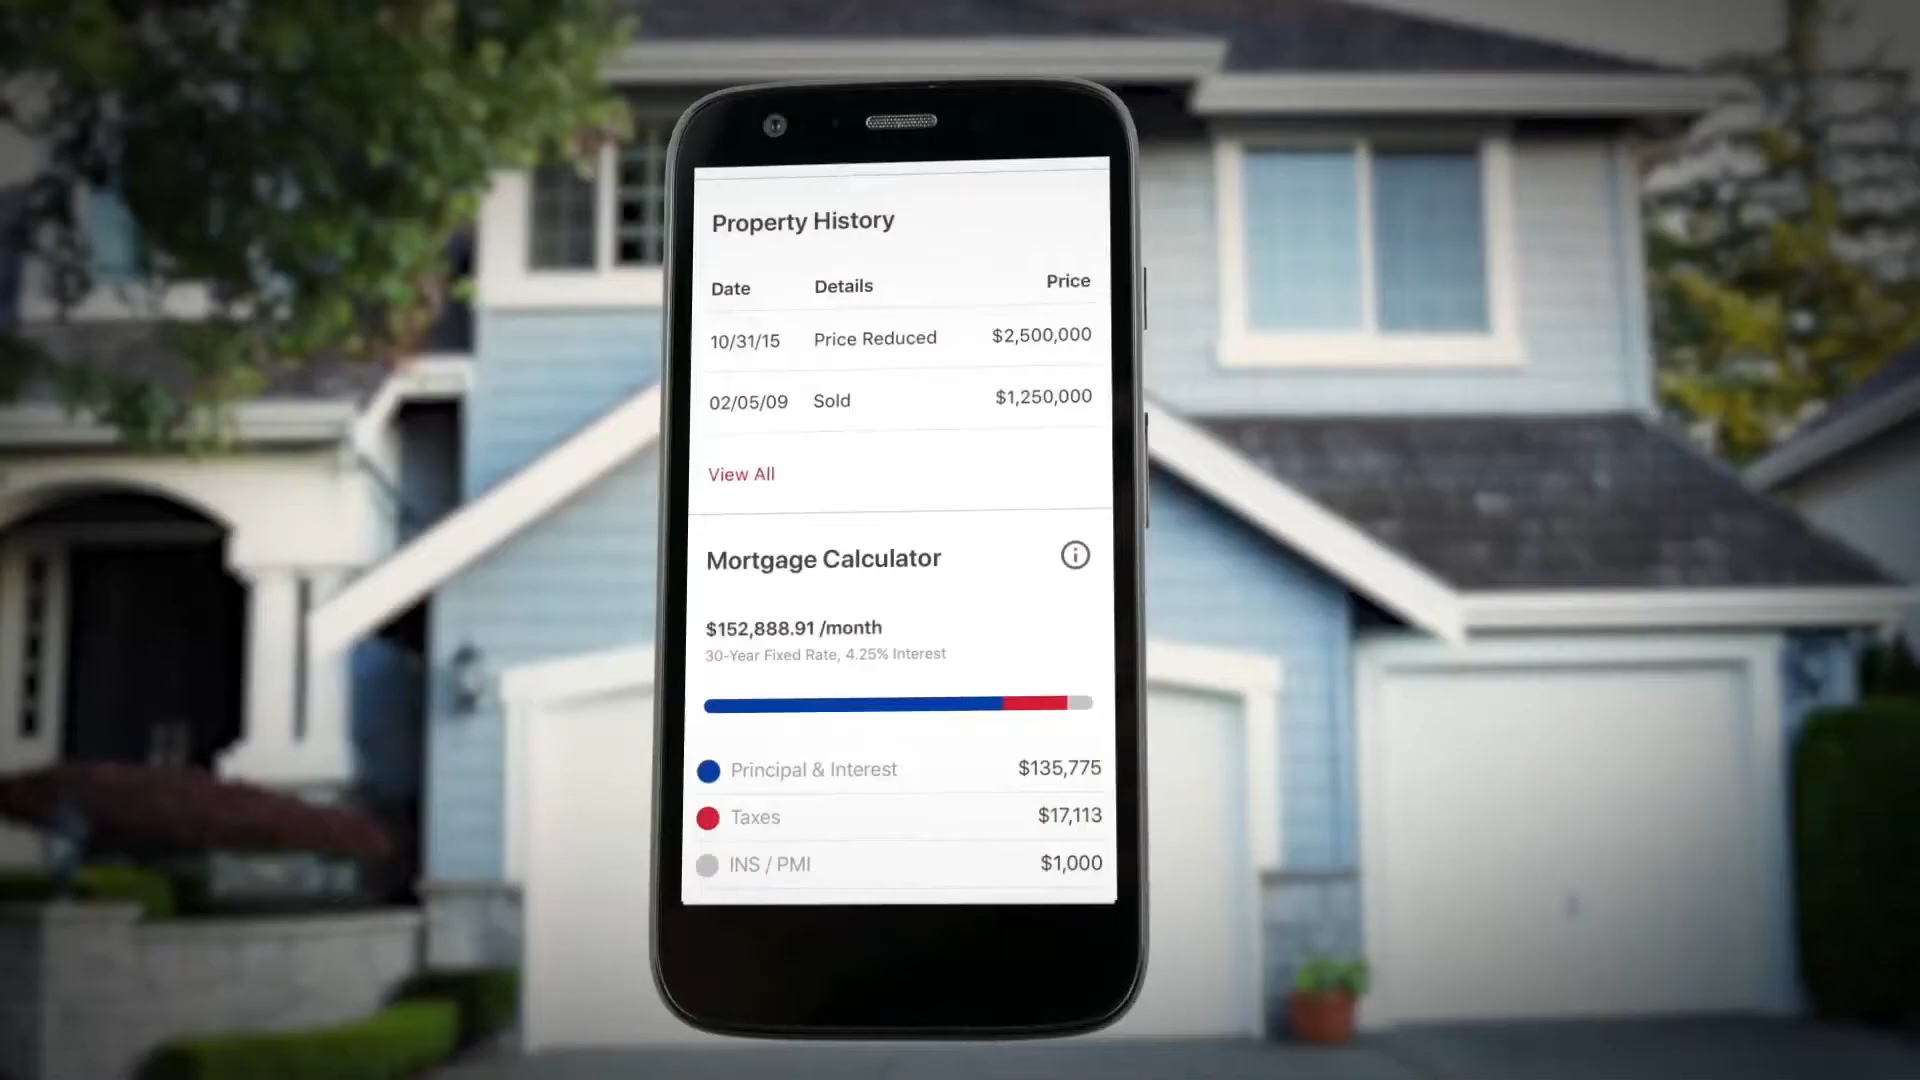 Property History
Date Details Price
10/31/15 Price Reduced $2,500,000
02/05/09 Sold $1,250,000
View All
Mortgage Calculator
$152,888.91 /month
30-Year Fixed Rate, 4.25% Interest
Principal & Interest $135,775
Taxes $17,113
INS / PMI $1,000